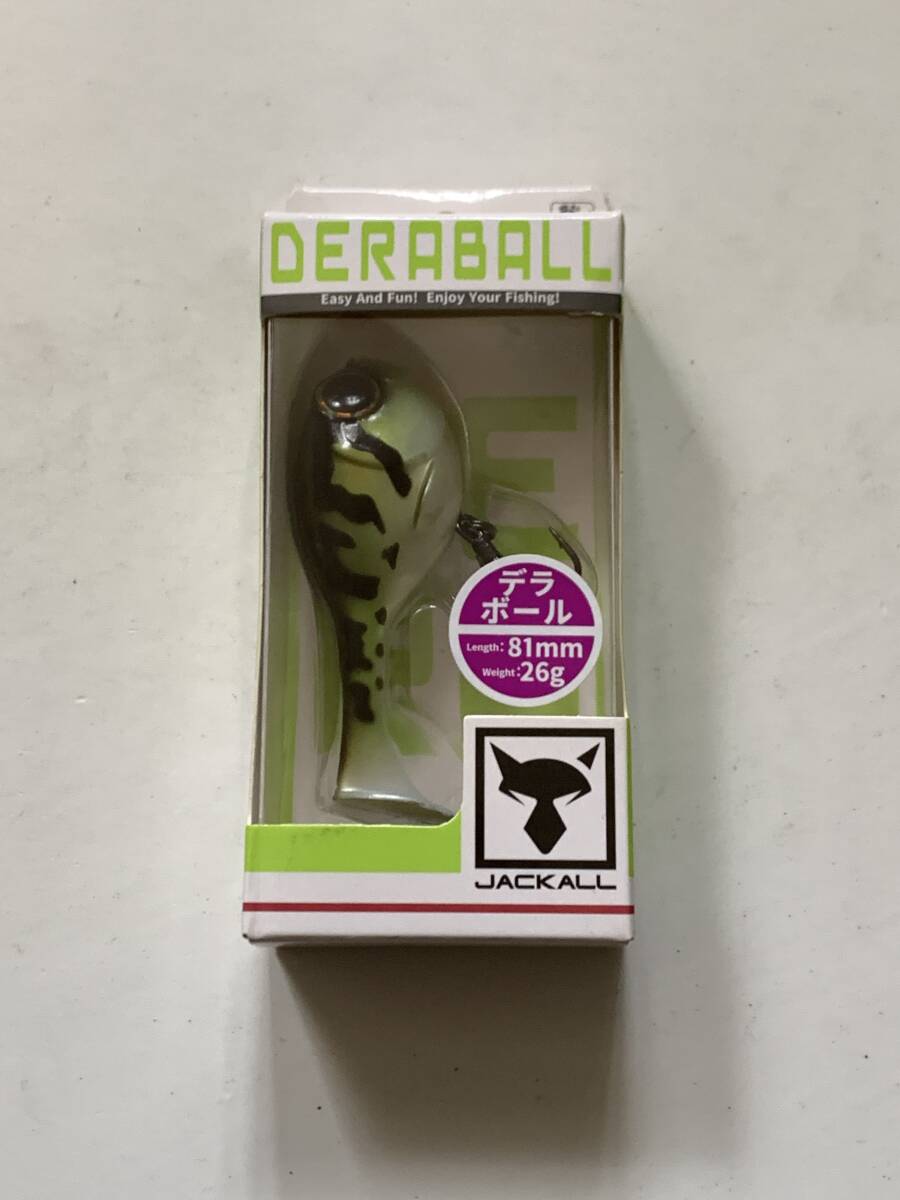 DERABALL
Easy And Fun! Enjoy Your Fishing!
デラ
ボール
Length: 81mm
Weight: 26g
JACKALL